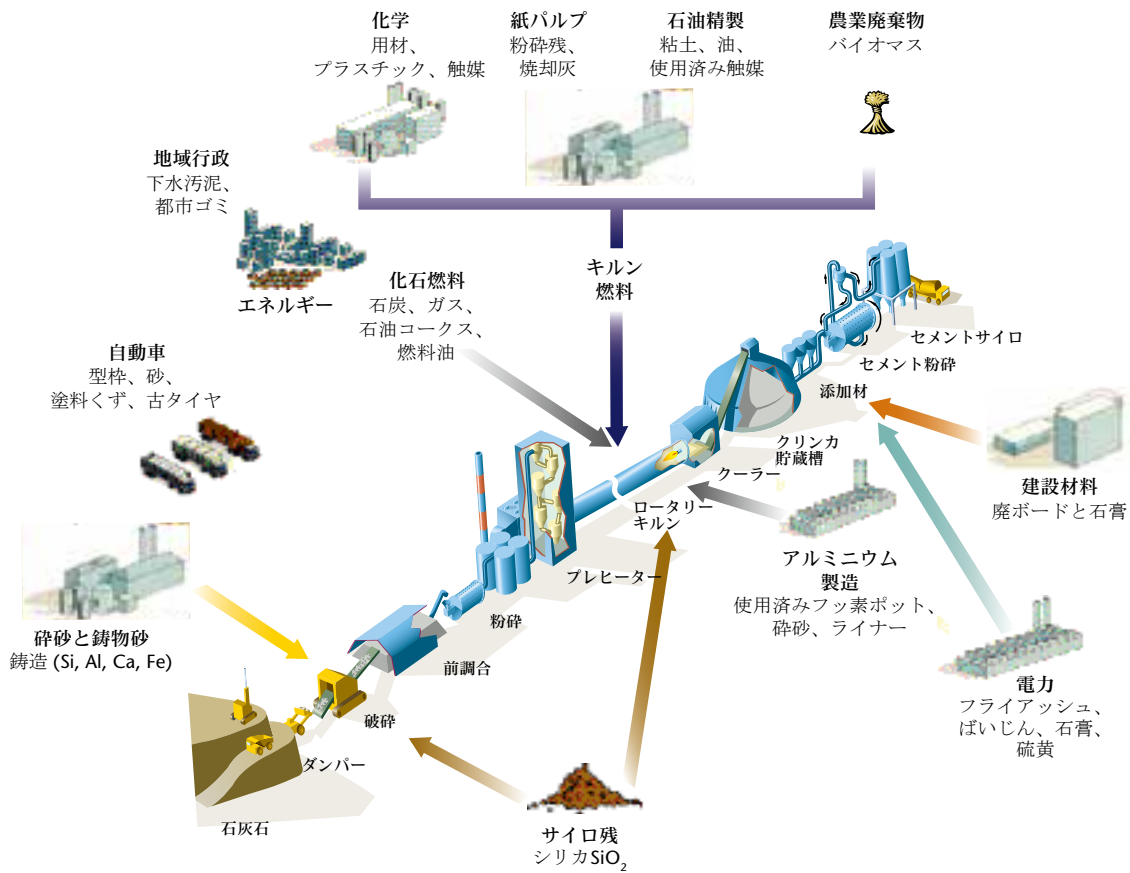 化学
用材、
プラスチック、触媒
紙パルプ
粉砕残、
焼却灰
石油精製
粘土、油、
使用済み触媒
農業廃棄物
バイオマス
地域行政
下水汚泥、
都市ゴミ
エネルギー
キルン
燃料
化石燃料
石炭、ガス、
石油コークス、
燃料油
自動車
型枠、砂、
塗料くず、古タイヤ
セメントサイロ
セメント粉砕
添加材
クリンカ
貯蔵槽
クーラー
ロータリー
キルン
プレヒーター
粉砕
前調合
破砕
ダンパー
石灰石
建設材料
廃ボードと石膏
アルミニウム
製造
使用済みフッ素ポット、
砕砂、ライナー
電力
フライアッシュ、
ばいじん、石膏、
硫黄
砕砂と鋳物砂
鋳造 (Si, Al, Ca, Fe)
サイロ残
シリカSiO₂